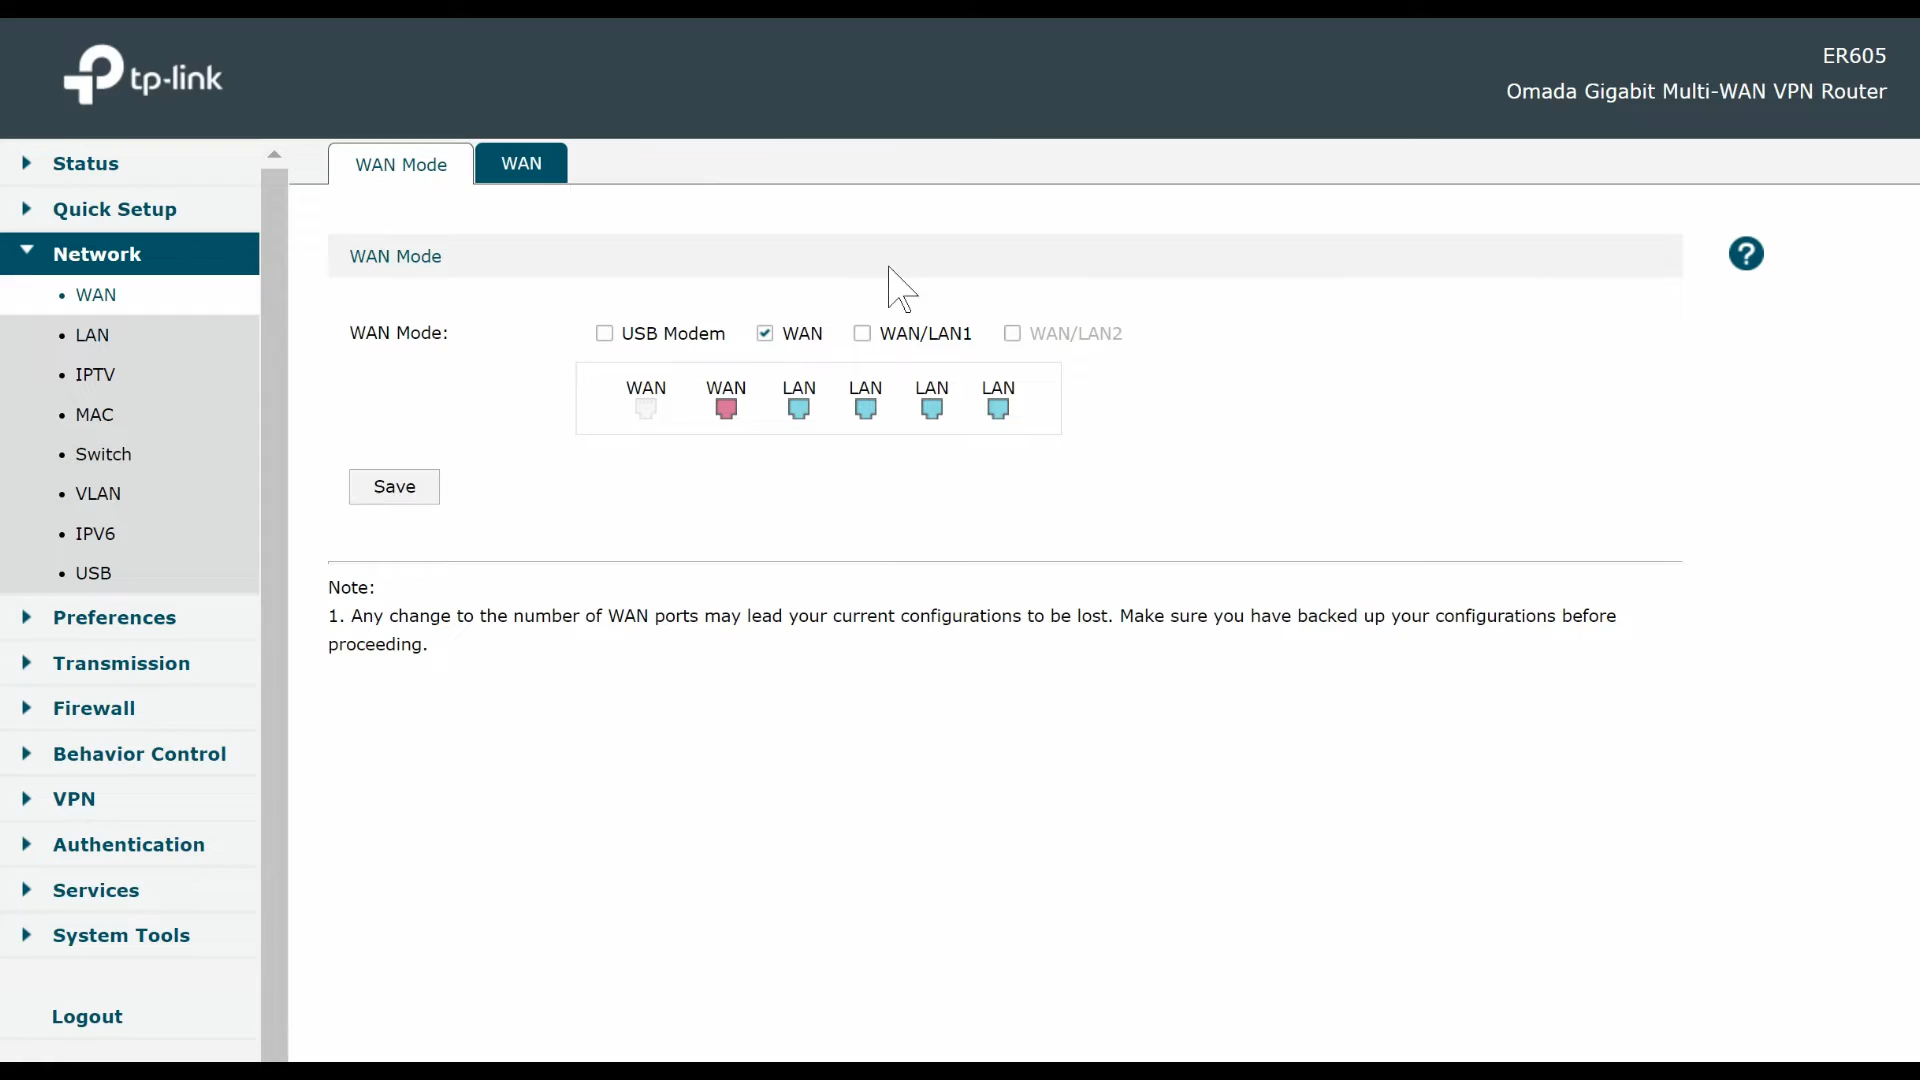 tp-link
ER605
Omada Gigabit Multi-WAN VPN Router
Status
Quick Setup
Network
WAN
LAN
IPTV
MAC
Switch
VLAN
IPV6
USB
Preferences
Transmission
Firewall
Behavior Control
VPN
Authentication
Services
System Tools
Logout
WAN Mode
WAN
WAN Mode
?
WAN Mode:
USB Modem
WAN
WAN/LAN1
WAN/LAN2
WAN WAN LAN LAN LAN LAN
Save
Note:
1. Any change to the number of WAN ports may lead your current configurations to be lost. Make sure you have backed up your configurations before
proceeding.